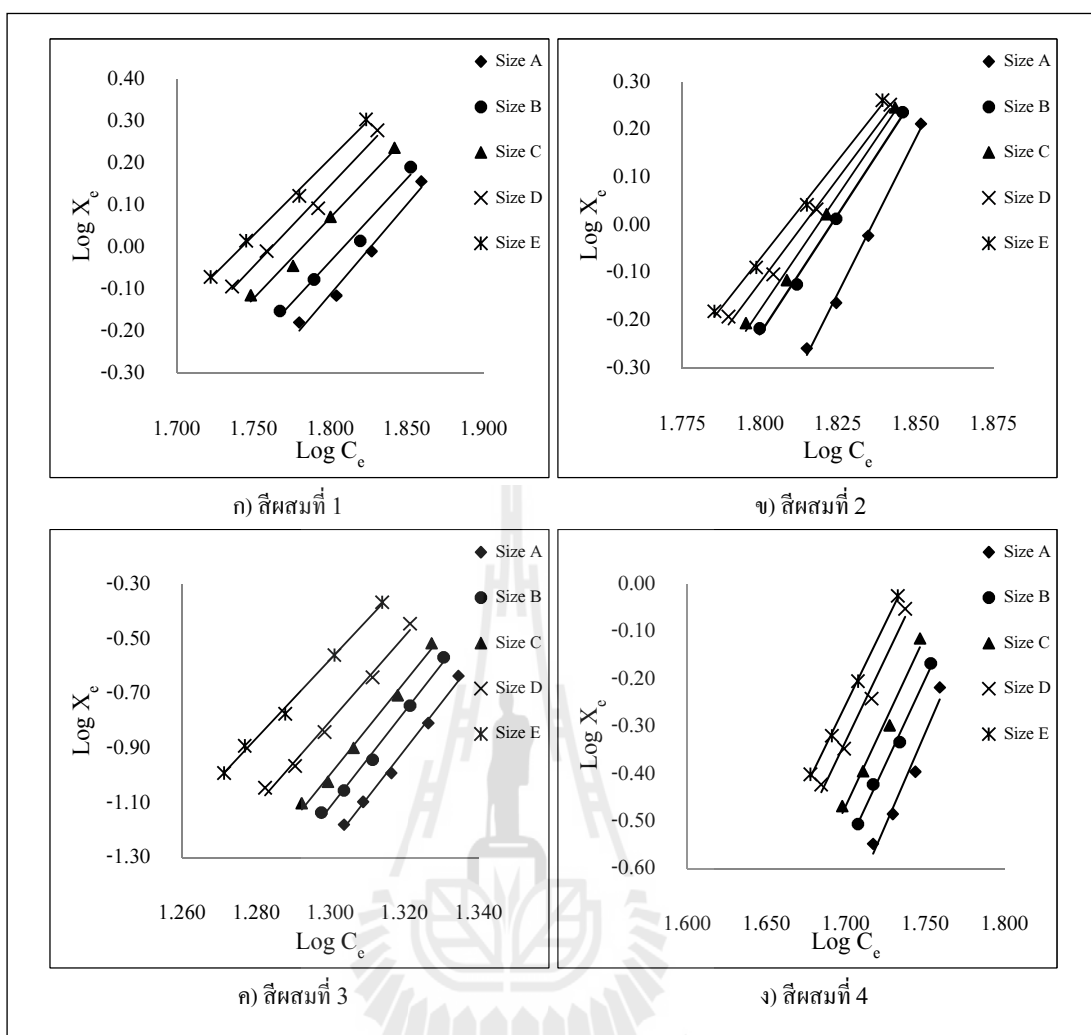 Size A
Size B
Size C
Size D
Size E
0.40
0.30
0.20
0.10
0.00
-0.10
-0.20
-0.30
Log X e
1.700 1.750 1.800 1.850 1.900
Log C e
ก) สีผสมที่ 1
Size A
Size B
Size C
Size D
Size E
0.30
0.20
0.10
0.00
-0.10
-0.20
-0.30
Log X e
1.775 1.800 1.825 1.850 1.875
Log C e
ข) สีผสมที่ 2
Size A
Size B
Size C
Size D
Size E
-0.30
-0.50
-0.70
-0.90
-1.10
-1.30
Log X e
1.260 1.280 1.300 1.320 1.340
Log C e
ค) สีผสมที่ 3
Size A
Size B
Size C
Size D
Size E
0.00
-0.10
-0.20
-0.30
-0.40
-0.50
-0.60
Log X e
1.600 1.650 1.700 1.750 1.800
Log C e
ง) สีผสมที่ 4